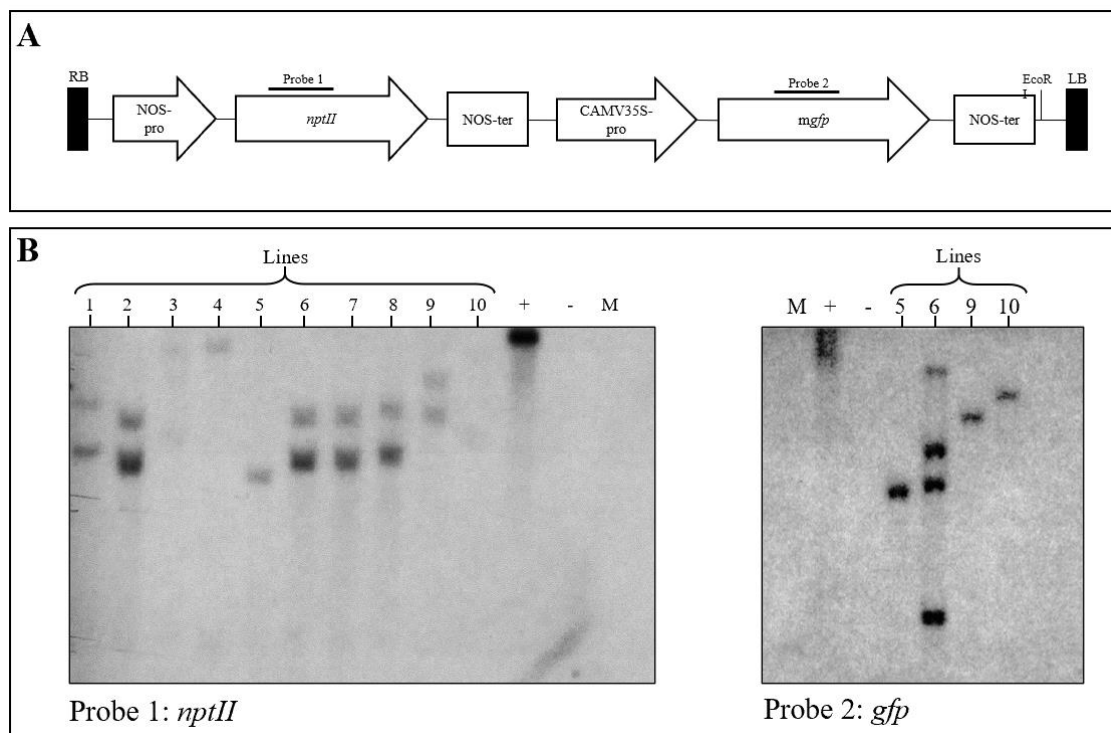 A
RB
NOS-
pro
Probe 1
nptII
NOS-ter
CAMV35S-
pro
Probe 2
mgfp
NOS-ter
EcoR
I
LB
B
Lines
1 2 3 4 5 6 7 8 9 10 + - M
Probe 1: nptII
Lines
M + - 5 6 9 10
Probe 2: gfp